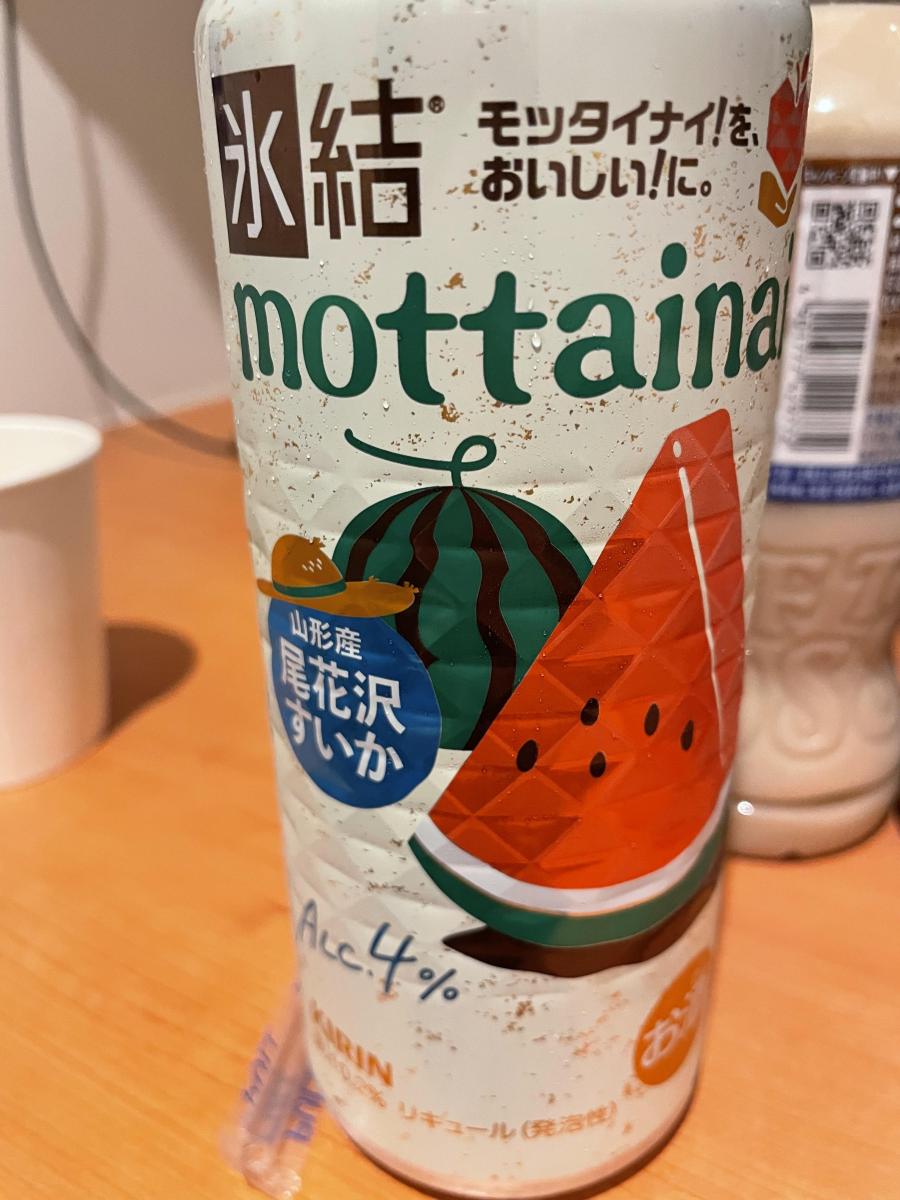 氷結®
モッタイナイ!を、
おいしい!に。
mottainai
山形産
尾花沢
すいか
ALC.4%
KIRIN
リキュール(発泡性)